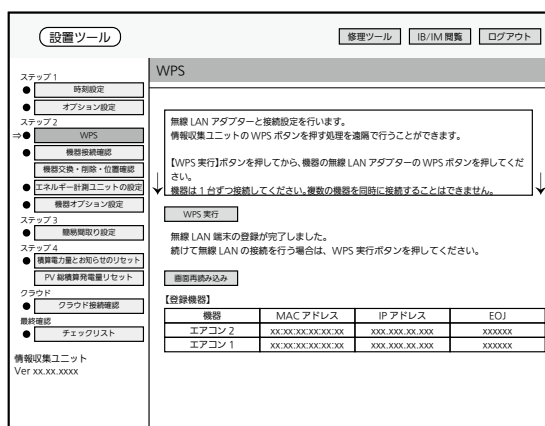 設置ツール
修理ツール
IB/IM 閲覧
ログアウト
ステップ 1
● 時刻設定
● オプション設定
ステップ 2
⇒● WPS
● 機器接続確認
機器交換・削除・位置確認
● エネルギー計測ユニットの設定
● 機器オプション設定
ステップ 3
● 簡易間取り設定
ステップ 4
● 積算電力量とお知らせのリセット
PV 総積算発電量リセット
クラウド
● クラウド接続確認
最終確認
● チェックリスト
情報収集ユニット
Ver xx.xx.xxxx
WPS
無線 LAN アダプターと接続設定を行います。
情報収集ユニットの WPS ボタンを押す処理を遠隔で行うことができます。
【WPS 実行】ボタンを押してから、機器の無線 LAN アダプターの WPS ボタンを押してくだ
さい。
機器は 1 台ずつ接続してください。複数の機器を同時に接続することはできません。
WPS 実行
無線 LAN 端末の登録が完了しました。
続けて無線 LAN の接続を行う場合は、WPS 実行ボタンを押してください。
画面再読み込み
【登録機器】
機器 MAC アドレス IP アドレス EOJ
エアコン 2 xx:xx:xx:xx:xx:xx xxx.xxx.xx.xxx xxxxxx
エアコン 1 xx:xx:xx:xx:xx:xx xxx.xxx.xx.xxx xxxxxx